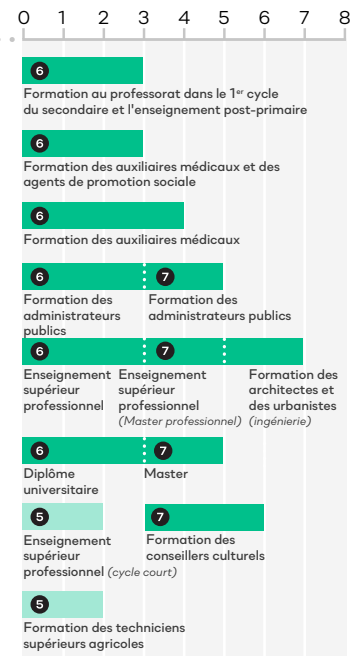 0 1 2 3 4 5 6 7 8
6
Formation au professorat dans le 1er cycle
du secondaire et l'enseignement post-primaire
6
Formation des auxiliaires médicaux et des
agents de promotion sociale
6
Formation des auxiliaires médicaux
6 7
Formation des
administrateurs
publics
Formation des
administrateurs publics
6 7
Enseignement
supérieur
professionnel
Enseignement
supérieur
professionnel
(Master professionnel)
Formation des
architectes et
des urbanistes
(ingénierie)
6 7
Diplôme
universitaire
Master
5
Enseignement
supérieur
professionnel (cycle court)
7
Formation des
conseillers culturels
5
Formation des techniciens
supérieurs agricoles